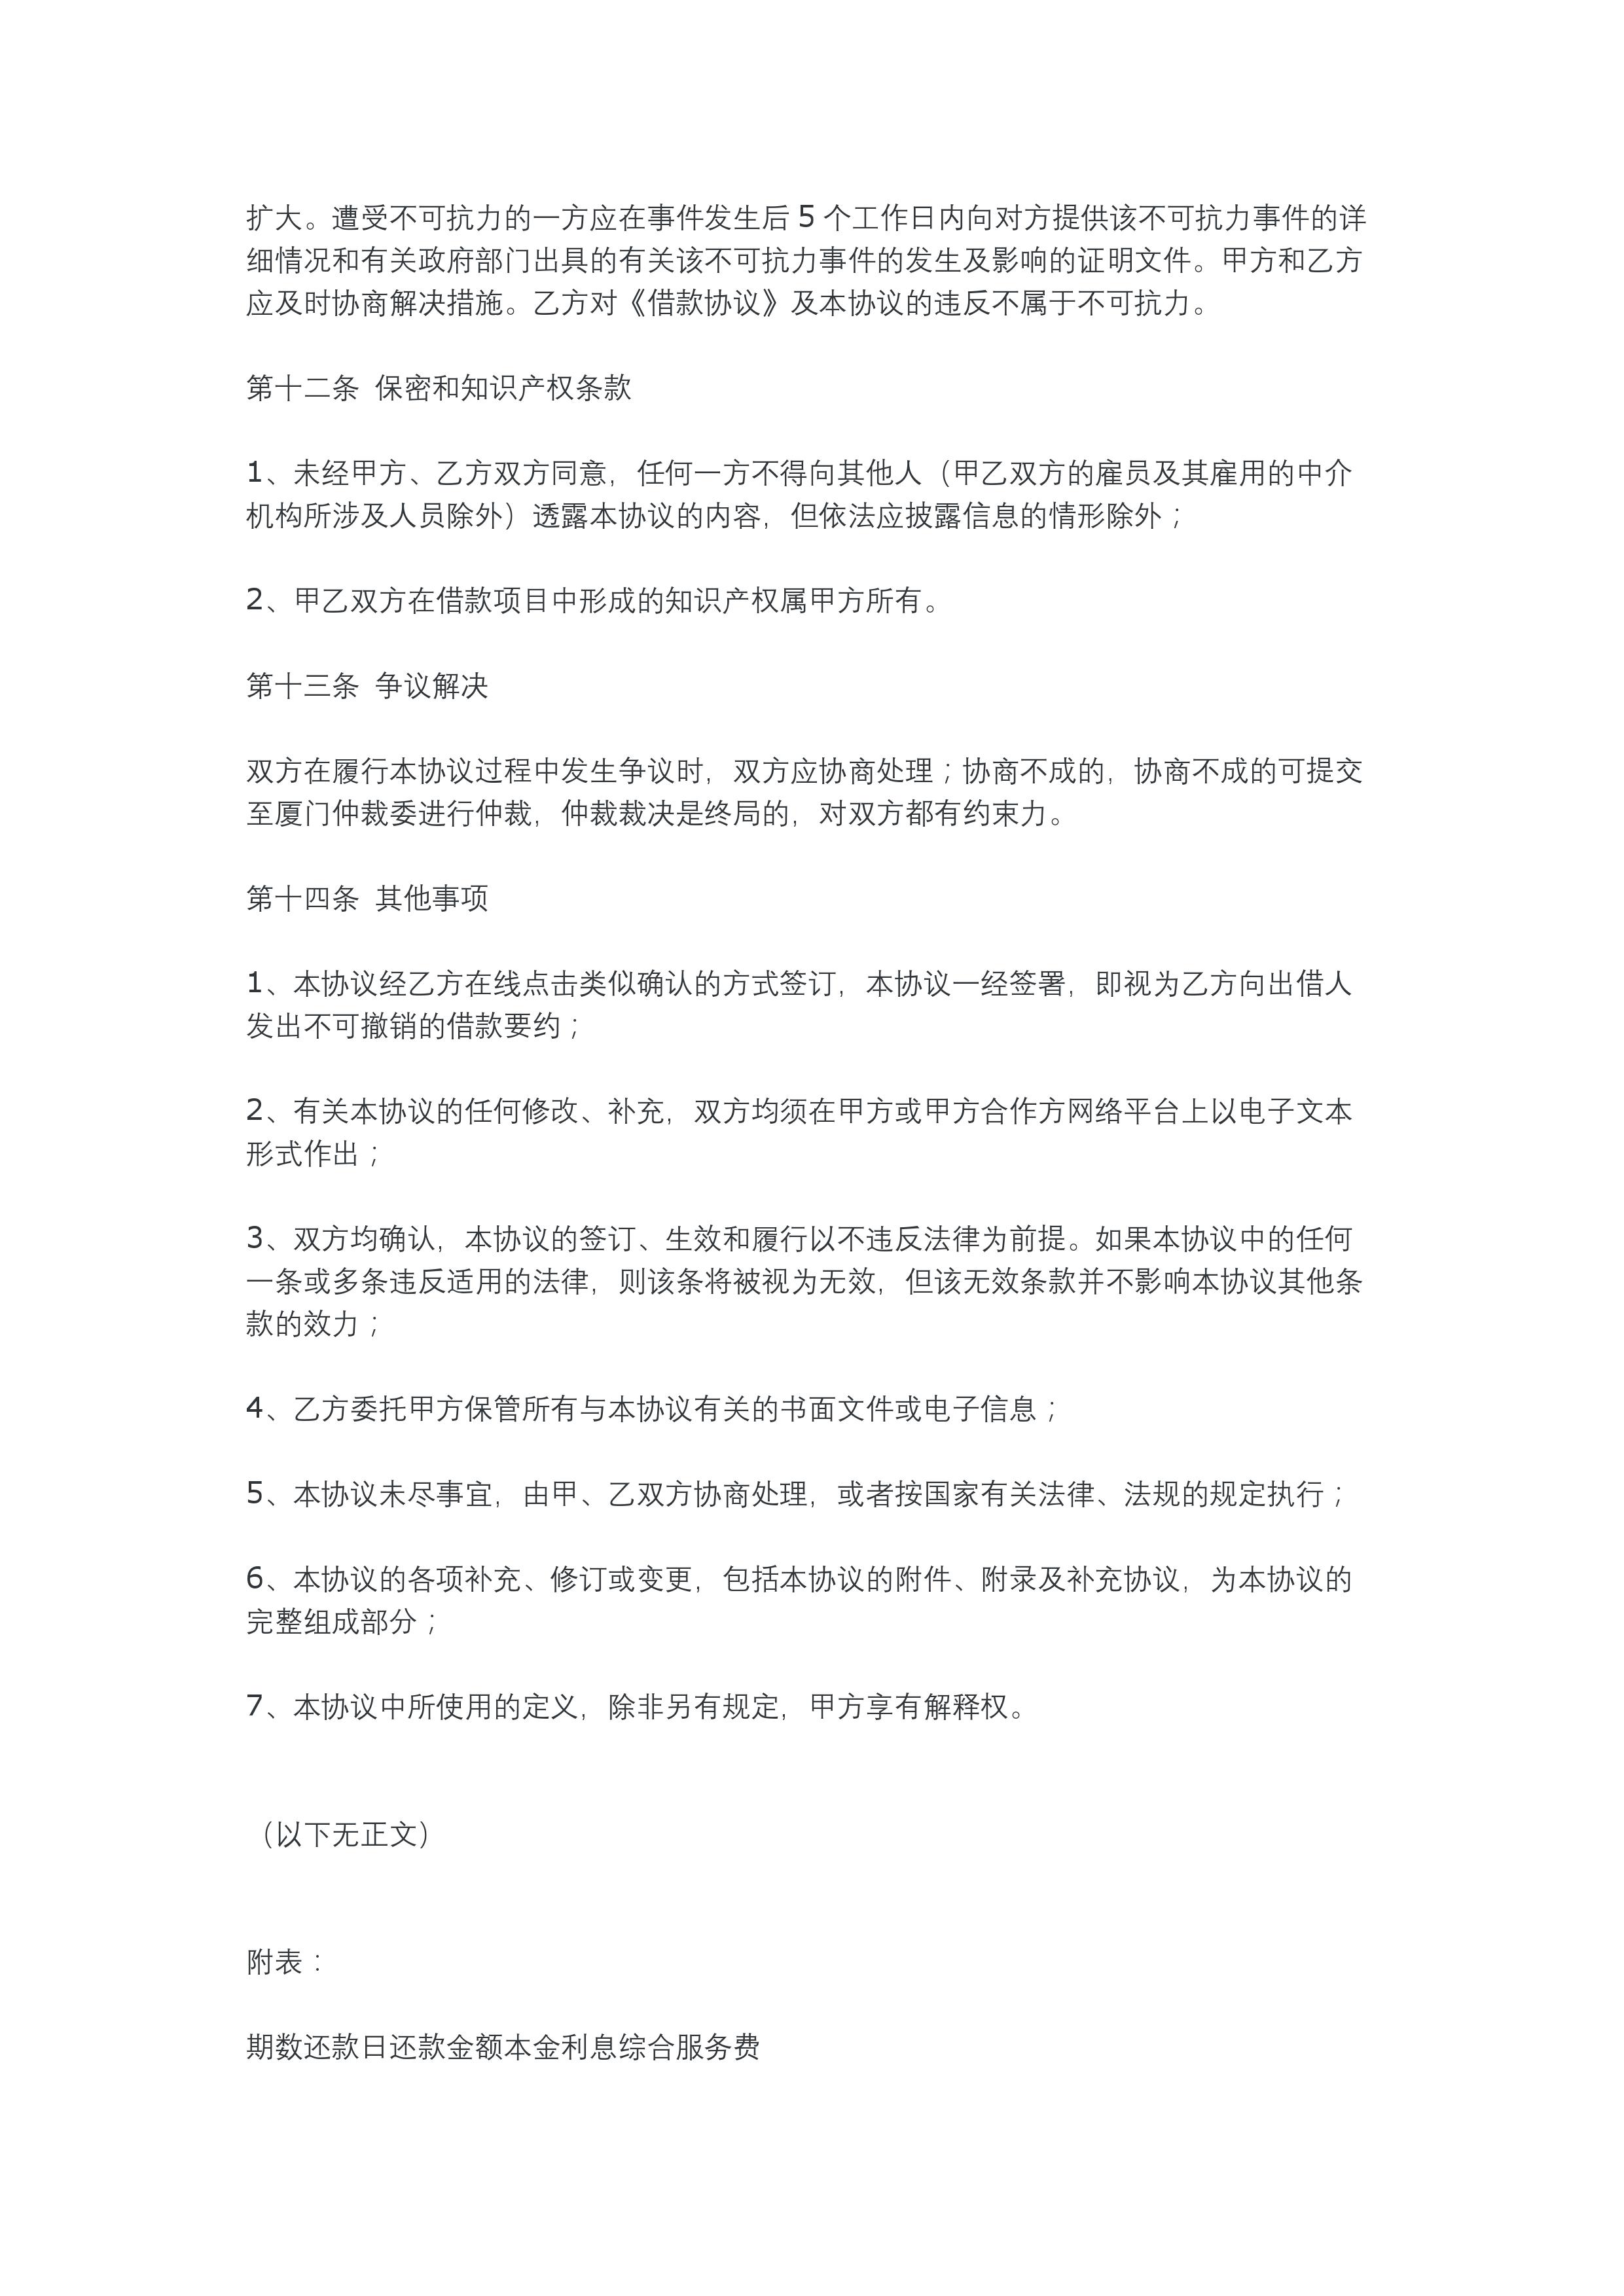 扩大。遭受不可抗力的一方应在事件发生后 5 个工作日内向对方提供该不可抗力事件的详
细情况和有关政府部门出具的有关该不可抗力事件的发生及影响的证明文件。甲方和乙方
应及时协商解决措施。乙方对《借款协议》及本协议的违反不属于不可抗力。
第十二条 保密和知识产权条款
1、未经甲方、乙方双方同意，任何一方不得向其他人（甲乙双方的雇员及其雇用的中介
机构所涉及人员除外）透露本协议的内容，但依法应披露信息的情形除外；
2、甲乙双方在借款项目中形成的知识产权属甲方所有。
第十三条 争议解决
双方在履行本协议过程中发生争议时，双方应协商处理；协商不成的，协商不成的可提交
至厦门仲裁委进行仲裁，仲裁裁决是终局的，对双方都有约束力。
第十四条 其他事项
1、本协议经乙方在线点击类似确认的方式签订，本协议一经签署，即视为乙方向出借人
发出不可撤销的借款要约；
2、有关本协议的任何修改、补充，双方均须在甲方或甲方合作方网络平台上以电子文本
形式作出；
3、双方均确认，本协议的签订、生效和履行以不违反法律为前提。如果本协议中的任何
一条或多条违反适用的法律，则该条将被视为无效，但该无效条款并不影响本协议其他条
款的效力；
4、乙方委托甲方保管所有与本协议有关的书面文件或电子信息；
5、本协议未尽事宜，由甲、乙双方协商处理，或者按国家有关法律、法规的规定执行；
6、本协议的各项补充、修订或变更，包括本协议的附件、附录及补充协议，为本协议的
完整组成部分；
7、本协议中所使用的定义，除非另有规定，甲方享有解释权。
（以下无正文）
附表：
期数还款日还款金额本金利息综合服务费